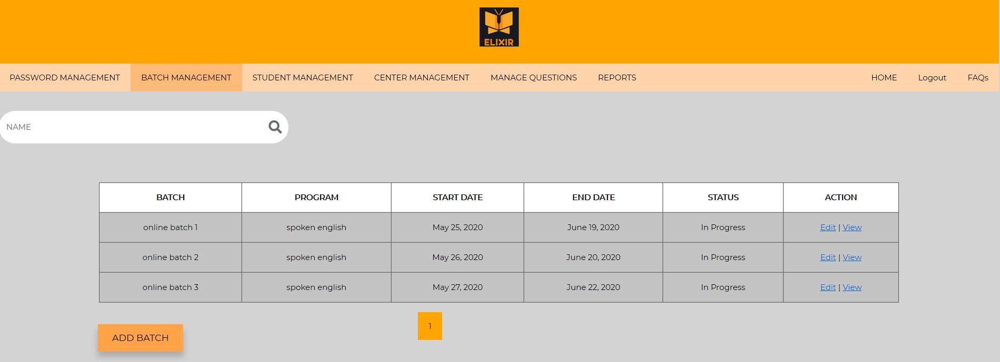 ELIXIR
PASSWORD MANAGEMENT BATCH MANAGEMENT STUDENT MANAGEMENT CENTER MANAGEMENT MANAGE QUESTIONS REPORTS HOME Logout FAQs
NAME
BATCH PROGRAM START DATE END DATE STATUS ACTION
online batch 1 spoken english May 25, 2020 June 19, 2020 In Progress Edit | View
online batch 2 spoken english May 26, 2020 June 20, 2020 In Progress Edit | View
online batch 3 spoken english May 27, 2020 June 22, 2020 In Progress Edit | View
1
ADD BATCH